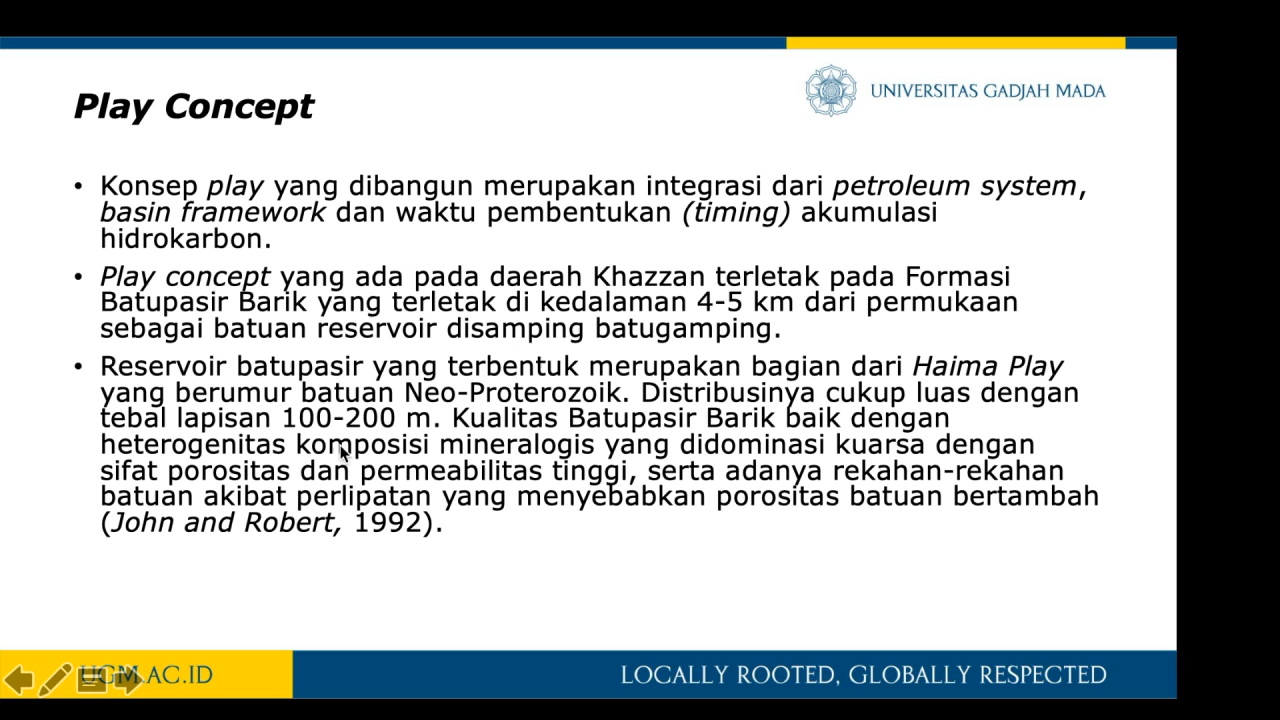 UNIVERSITAS GADJAH MADA
Play Concept
• Konsep play yang dibangun merupakan integrasi dari petroleum system,
basin framework dan waktu pembentukan (timing) akumulasi
hidrokarbon.
• Play concept yang ada pada daerah Khazzan terletak pada Formasi
Batupasir Barik yang terletak di kedalaman 4-5 km dari permukaan
sebagai batuan reservoir disamping batugamping.
• Reservoir batupasir yang terbentuk merupakan bagian dari Haima Play
yang berumur batuan Neo-Proterozoik. Distribusinya cukup luas dengan
tebal lapisan 100-200 m. Kualitas Batupasir Barik baik dengan
heterogenitas komposisi mineralogis yang didominasi kuarsa dengan
sifat porositas dan permeabilitas tinggi, serta adanya rekahan-rekahan
batuan akibat perlipatan yang menyebabkan porositas batuan bertambah
(John and Robert, 1992).
UGM.AC.ID
LOCALLY ROOTED, GLOBALLY RESPECTED